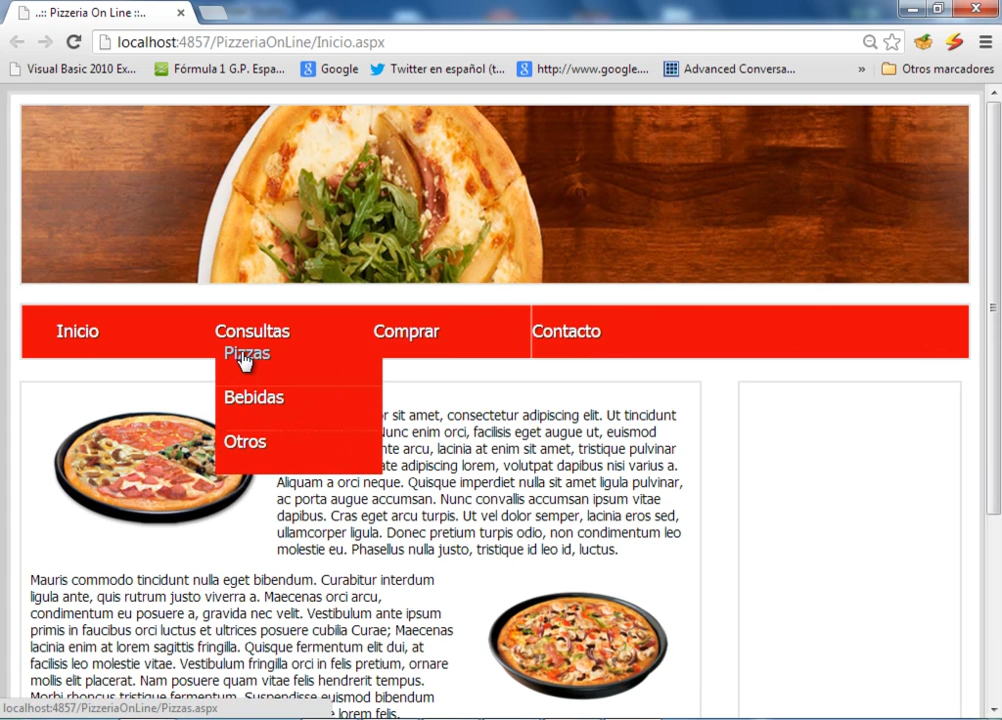 ..:: Pizzeria On Line ::..
localhost:4857/PizzeriaOnLine/Inicio.aspx
Visual Basic 2010 Ex... Fórmula 1 G.P. Espa... Google Twitter en español (t... http://www.google.... Advanced Conversa... » Otros marcadores
Inicio Consultas Comprar Contacto
Pizzas
Bebidas
Otros
r sit amet, consectetur adipiscing elit. Ut tincidunt
Nunc enim orci, facilisis eget augue ut, euismod
nte arcu, lacinia at enim sit amet, tristique pulvinar
ate adipiscing lorem, volutpat dapibus nisi varius a.
Aliquam a orci neque. Quisque imperdiet nulla sit amet ligula pulvinar,
ac porta augue accumsan. Nunc convallis accumsan ipsum vitae
dapibus. Cras eget arcu turpis. Ut vel dolor semper, lacinia eros sed,
ullamcorper ligula. Donec pretium turpis odio, non condimentum leo
molestie eu. Phasellus nulla justo, tristique id leo id, luctus.
Mauris commodo tincidunt nulla eget bibendum. Curabitur interdum
ligula ante, quis rutrum justo viverra a. Maecenas orci arcu,
condimentum eu posuere a, gravida nec velit. Vestibulum ante ipsum
primis in faucibus orci luctus et ultrices posuere cubilia Curae; Maecenas
lacinia enim at lorem sagittis fringilla. Quisque fermentum elit dui, at
facilisis leo molestie vitae. Vestibulum fringilla orci in felis pretium, ornare
mollis elit placerat. Nam posuere quam vitae felis hendrerit tempus.
Morbi rhoncus tristique fermentum. Suspendisse euismod bibendum
lorem felis.
localhost:4857/PizzeriaOnLine/Pizzas.aspx